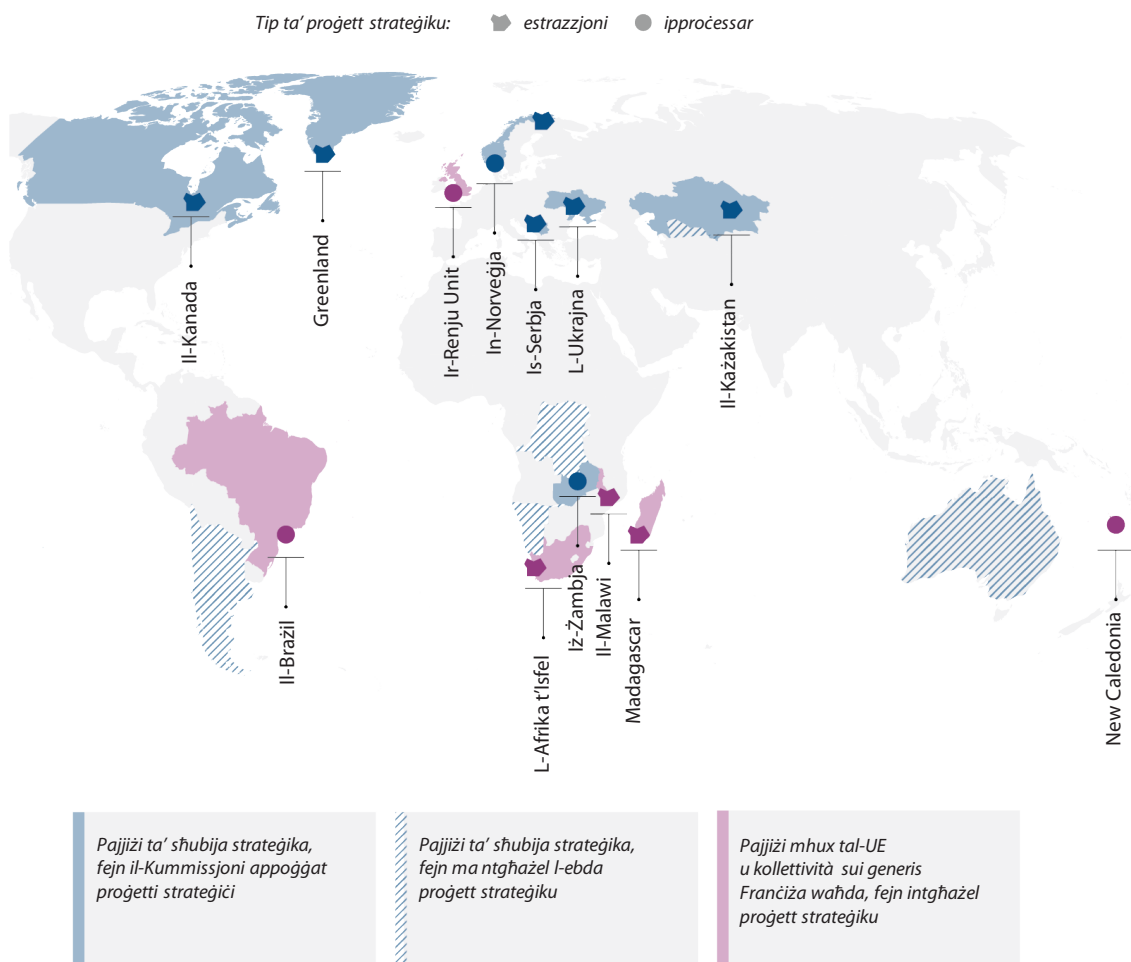 Tip ta’ proġett strateġiku: estrazzjoni ipproċessar
Il-Kanada
Greenland
Ir-Renju Unit
In-Norveġja
Is-Serbja
L-Ukrajna
Il-Każakistan
Il-Brażil
L-Afrika t'Isfel
Iż-Żambja
Il-Malawi
Madagascar
New Caledonia
Pajjiżi ta’ sħubija strateġika,
fejn il-Kummissjoni appoġġat
proġetti strateġiċi
Pajjiżi ta’ sħubija strateġika,
fejn ma ntgħażel l-ebda
proġett strateġiku
Pajjiżi mhux tal-UE
u kollettività sui generis
Franċiża waħda, fejn intgħażel
proġett strateġiku